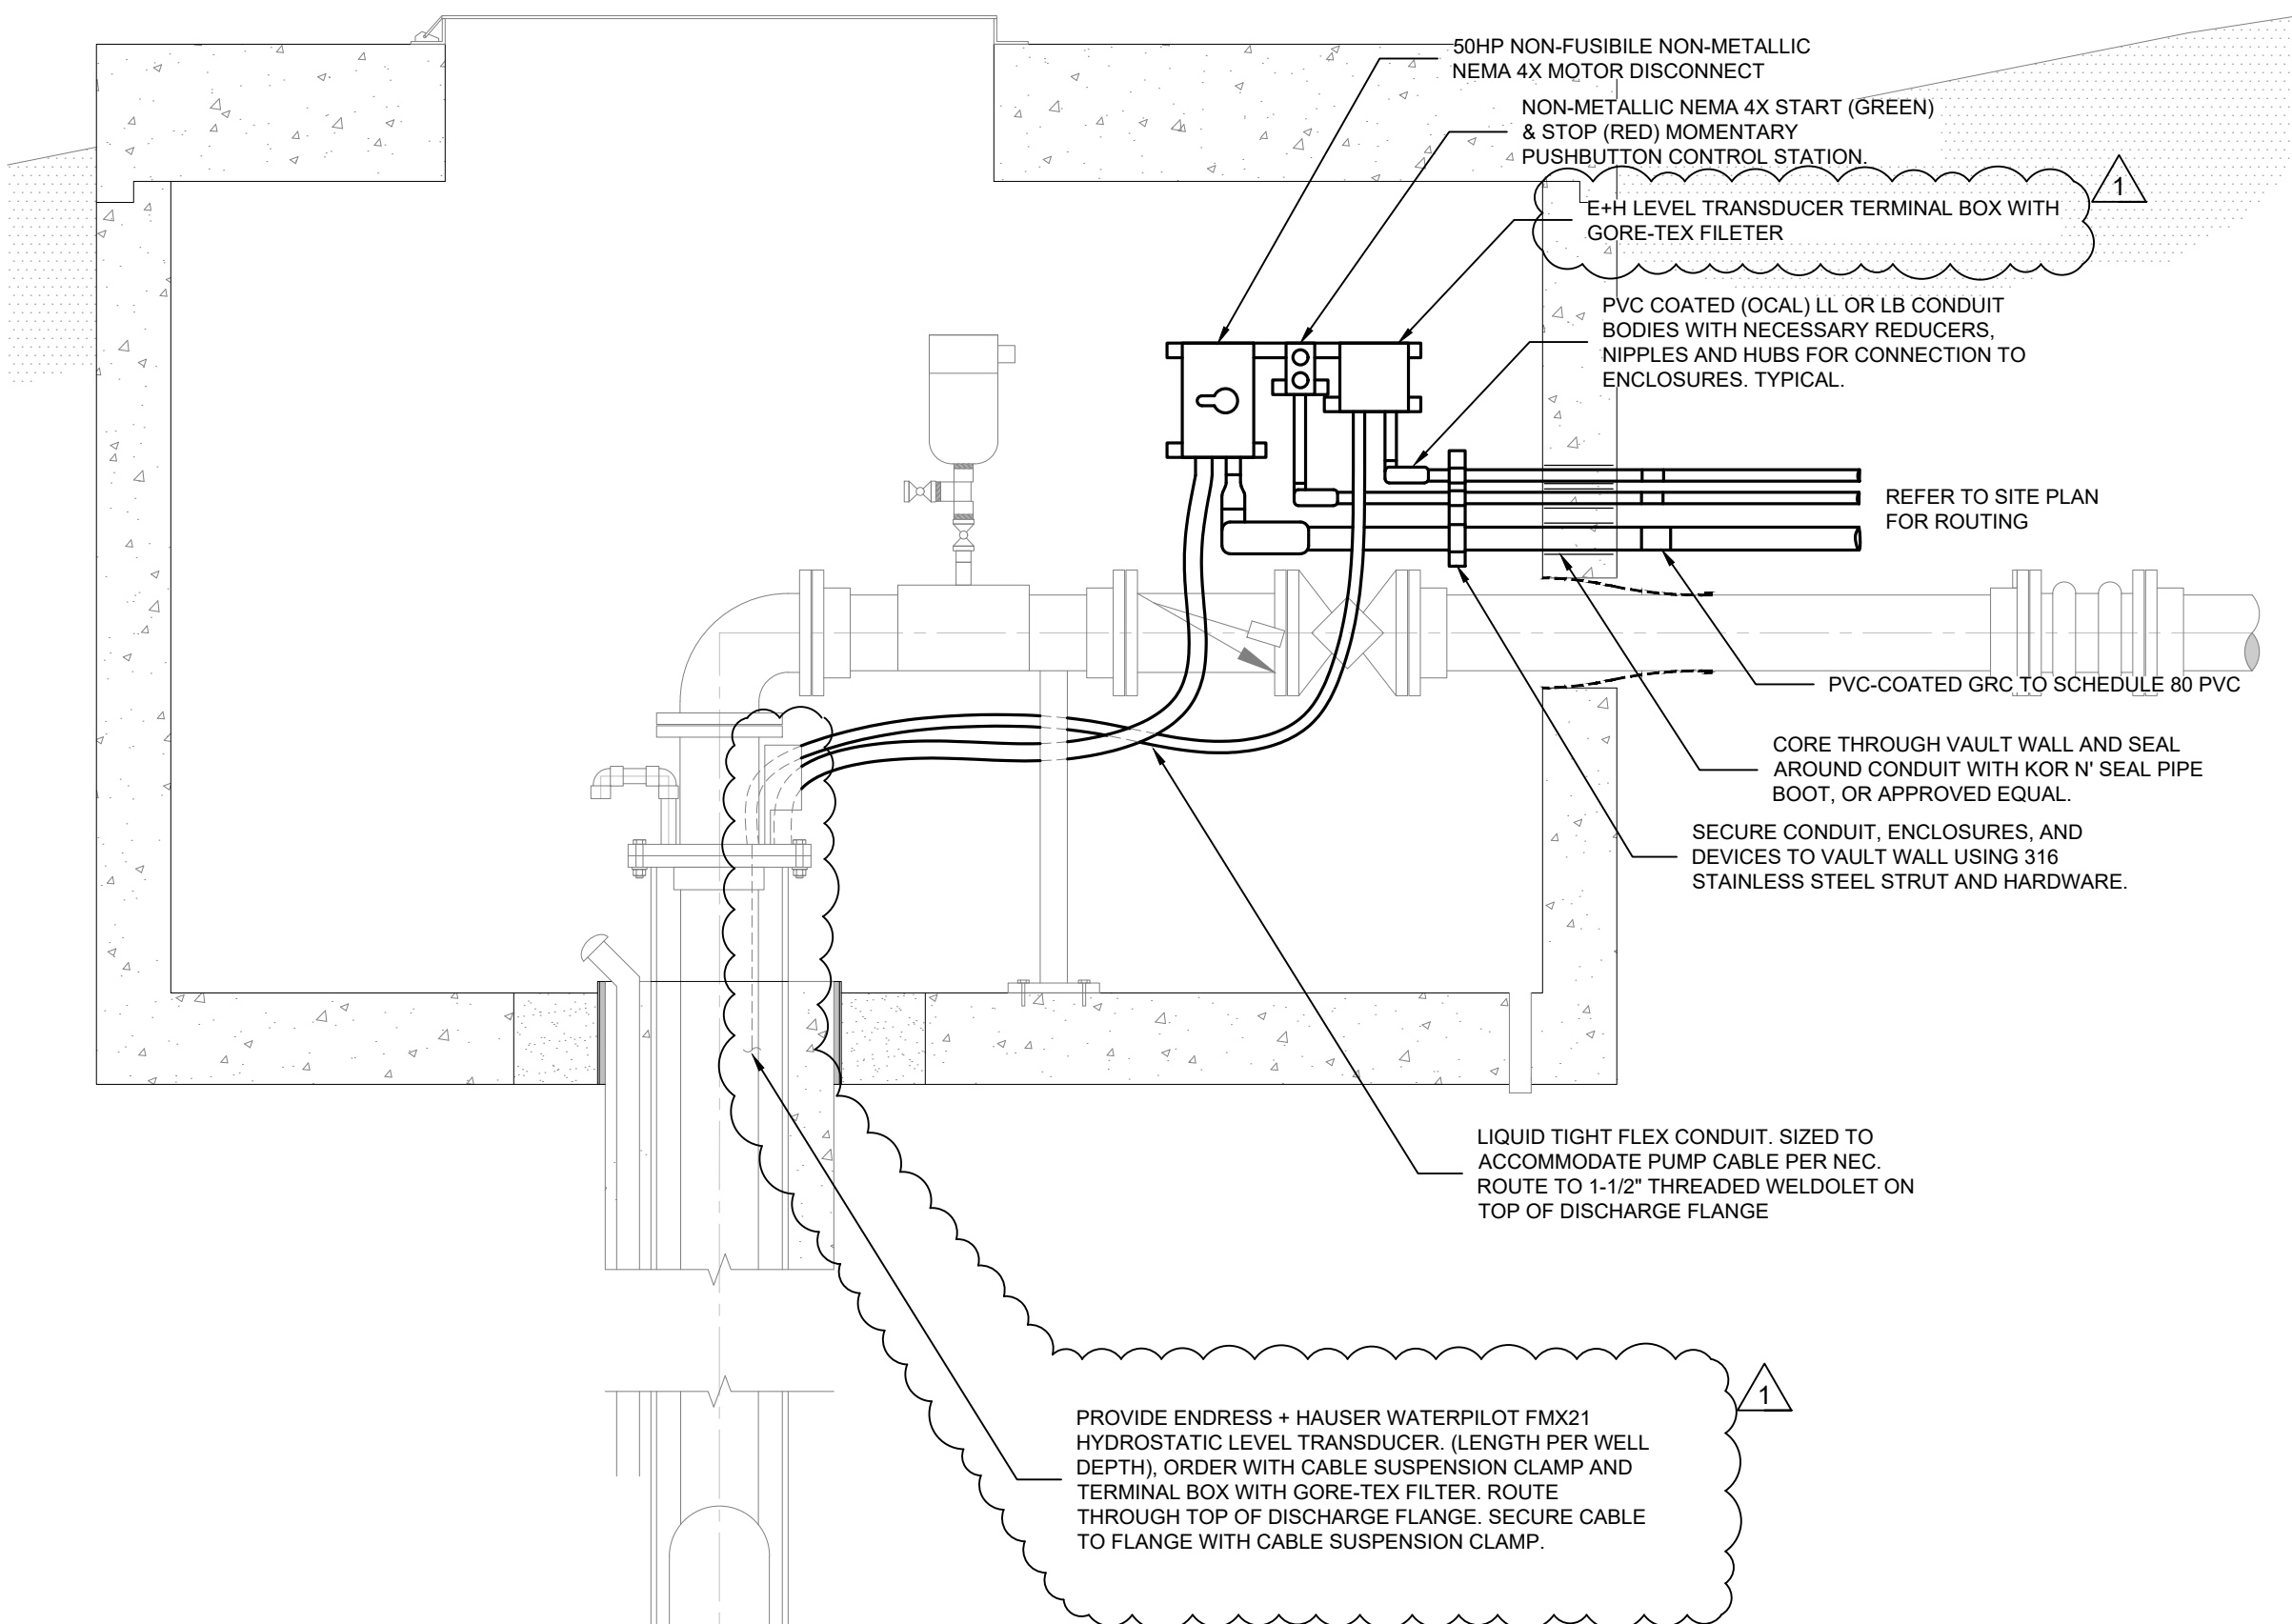 50HP NON-FUSIBILE NON-METALLIC
NEMA 4X MOTOR DISCONNECT
NON-METALLIC NEMA 4X START (GREEN)
& STOP (RED) MOMENTARY
PUSHBUTTON CONTROL STATION.
1
E+H LEVEL TRANSDUCER TERMINAL BOX WITH
GORE-TEX FILETER
PVC COATED (OCAL) LL OR LB CONDUIT
BODIES WITH NECESSARY REDUCERS,
NIPPLES AND HUBS FOR CONNECTION TO
ENCLOSURES. TYPICAL.
REFER TO SITE PLAN
FOR ROUTING
PVC-COATED GRC TO SCHEDULE 80 PVC
CORE THROUGH VAULT WALL AND SEAL
AROUND CONDUIT WITH KOR N' SEAL PIPE
BOOT, OR APPROVED EQUAL.
SECURE CONDUIT, ENCLOSURES, AND
DEVICES TO VAULT WALL USING 316
STAINLESS STEEL STRUT AND HARDWARE.
LIQUID TIGHT FLEX CONDUIT. SIZED TO
ACCOMMODATE PUMP CABLE PER NEC.
ROUTE TO 1-1/2" THREADED WELDOLET ON
TOP OF DISCHARGE FLANGE
1
PROVIDE ENDRESS + HAUSER WATERPILOT FMX21
HYDROSTATIC LEVEL TRANSDUCER. (LENGTH PER WELL
DEPTH), ORDER WITH CABLE SUSPENSION CLAMP AND
TERMINAL BOX WITH GORE-TEX FILTER. ROUTE
THROUGH TOP OF DISCHARGE FLANGE. SECURE CABLE
TO FLANGE WITH CABLE SUSPENSION CLAMP.